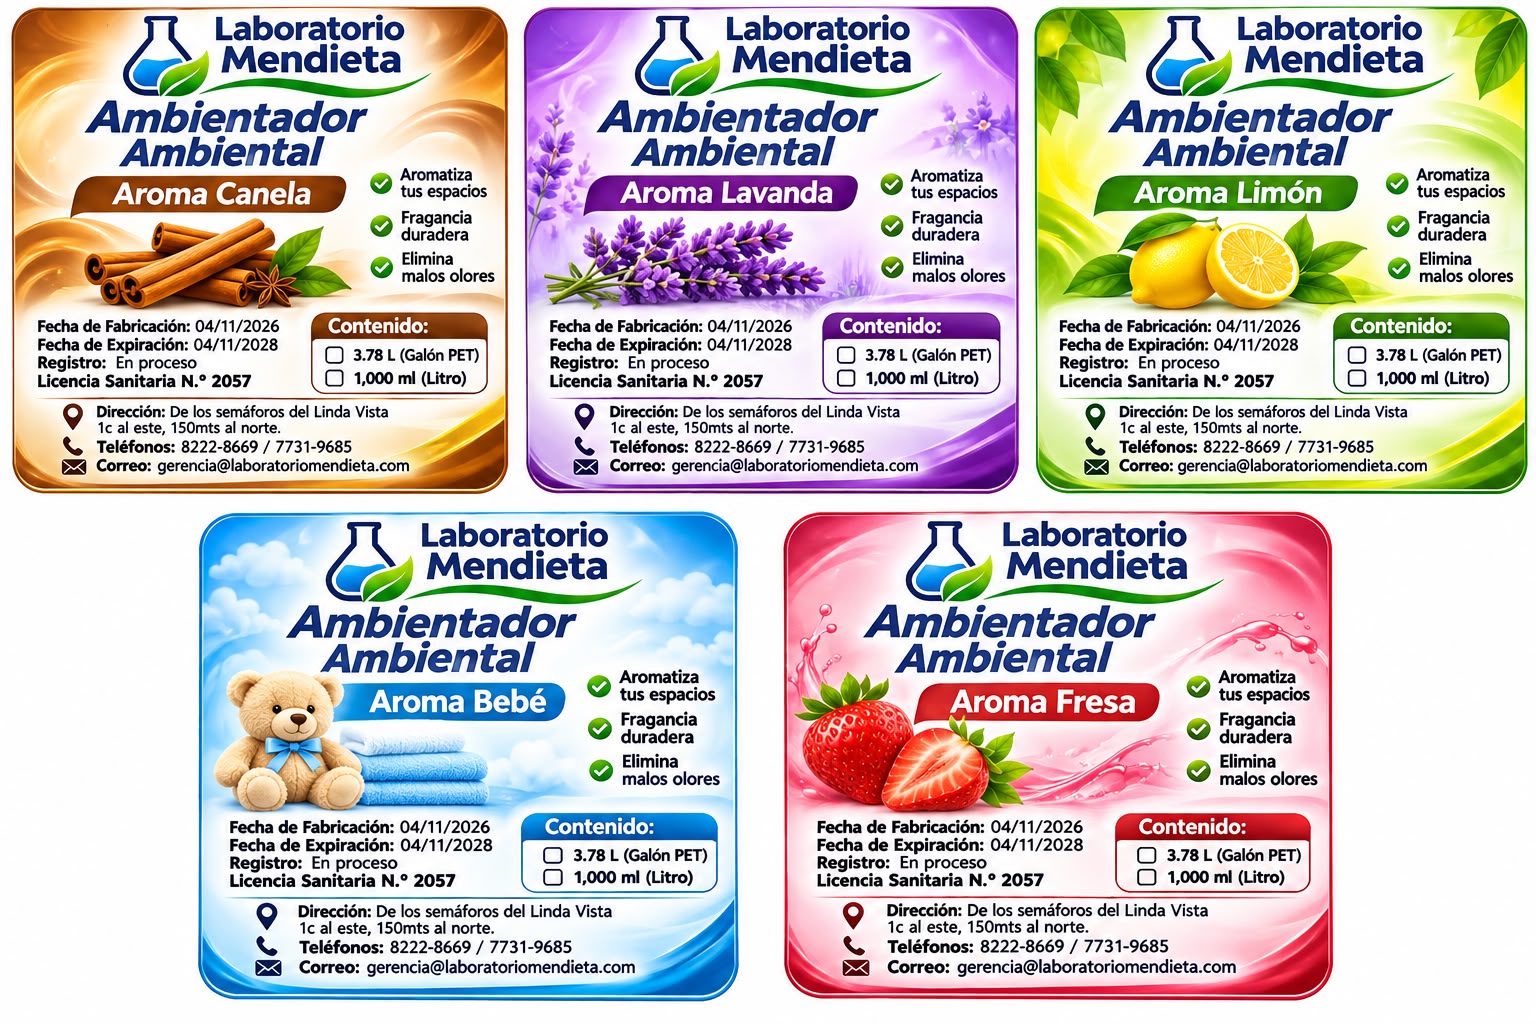 Laboratorio
Mendieta
Ambientador
Ambiental
Aroma Canela
Aromatiza
tus espacios
Fragancia
duradera
Elimina
malos olores
Fecha de Fabricación: 04/11/2026
Fecha de Expiración: 04/11/2028
Registro: En proceso
Licencia Sanitaria N.º 2057
Contenido:
3.78 L (Galón PET)
1,000 ml (Litro)
Dirección: De los semáforos del Linda Vista
1c al este, 150mts al norte.
Teléfonos: 8222-8669 / 7731-9685
Correo: gerencia@laboratoriomendieta.com
Laboratorio
Mendieta
Ambientador
Ambiental
Aroma Lavanda
Aromatiza
tus espacios
Fragancia
duradera
Elimina
malos olores
Fecha de Fabricación: 04/11/2026
Fecha de Expiración: 04/11/2028
Registro: En proceso
Licencia Sanitaria N.º 2057
Contenido:
3.78 L (Galón PET)
1,000 ml (Litro)
Dirección: De los semáforos del Linda Vista
1c al este, 150mts al norte.
Teléfonos: 8222-8669 / 7731-9685
Correo: gerencia@laboratoriomendieta.com
Laboratorio
Mendieta
Ambientador
Ambiental
Aroma Limón
Aromatiza
tus espacios
Fragancia
duradera
Elimina
malos olores
Fecha de Fabricación: 04/11/2026
Fecha de Expiración: 04/11/2028
Registro: En proceso
Licencia Sanitaria N.º 2057
Contenido:
3.78 L (Galón PET)
1,000 ml (Litro)
Dirección: De los semáforos del Linda Vista
1c al este, 150mts al norte.
Teléfonos: 8222-8669 / 7731-9685
Correo: gerencia@laboratoriomendieta.com
Laboratorio
Mendieta
Ambientador
Ambiental
Aroma Bebé
Aromatiza
tus espacios
Fragancia
duradera
Elimina
malos olores
Fecha de Fabricación: 04/11/2026
Fecha de Expiración: 04/11/2028
Registro: En proceso
Licencia Sanitaria N.º 2057
Contenido:
3.78 L (Galón PET)
1,000 ml (Litro)
Dirección: De los semáforos del Linda Vista
1c al este, 150mts al norte.
Teléfonos: 8222-8669 / 7731-9685
Correo: gerencia@laboratoriomendieta.com
Laboratorio
Mendieta
Ambientador
Ambiental
Aroma Fresa
Aromatiza
tus espacios
Fragancia
duradera
Elimina
malos olores
Fecha de Fabricación: 04/11/2026
Fecha de Expiración: 04/11/2028
Registro: En proceso
Licencia Sanitaria N.º 2057
Contenido:
3.78 L (Galón PET)
1,000 ml (Litro)
Dirección: De los semáforos del Linda Vista
1c al este, 150mts al norte.
Teléfonos: 8222-8669 / 7731-9685
Correo: gerencia@laboratoriomendieta.com